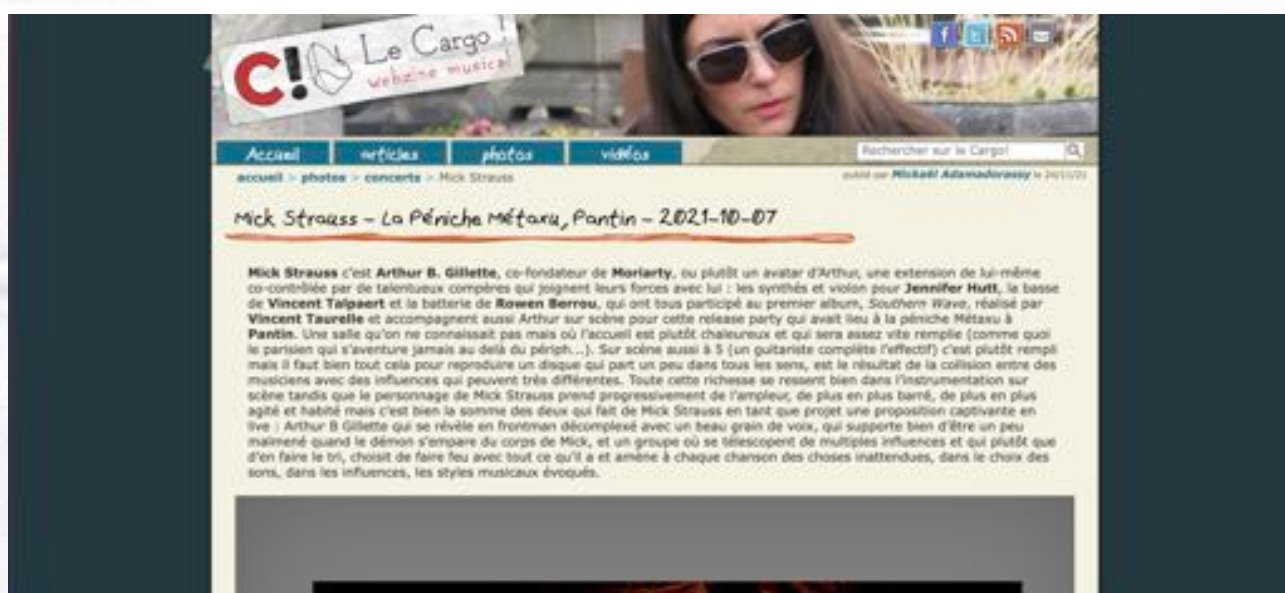 C! Le Cargo !
webzine musical
Accueil articles photos vidéos Rechercher sur le Cargo!
accueil > photos > concerts > Mick Strauss publié par Mickaël Adamadorassy le
Mick Strauss – La Péniche Métaxu, Pantin – 2021-10-07
Mick Strauss c'est Arthur B. Gillette, co-fondateur de Moriarty, ou plutôt un avatar d'Arthur, une extension de lui-même
co-contrôlée par de talentueux compères qui joignent leurs forces avec lui : les synthés et violon pour Jennifer Hutt, la basse
de Vincent Talpaert et la batterie de Rowen Berrou, qui ont tous participé au premier album, Southern Wave, réalisé par
Vincent Taurelle et accompagnent aussi Arthur sur scène pour cette release party qui avait lieu à la péniche Métaxu à
Pantin. Une salle qu'on ne connaissait pas mais où l'accueil est plutôt chaleureux et qui sera assez vite remplie (comme quoi
le parisien qui s'aventure jamais au delà du périph...). Sur scène aussi à 5 (un guitariste complète l'effectif) c'est plutôt rempli
mais il faut bien tout cela pour reproduire un disque qui part un peu dans tous les sens, est le résultat de la collision entre des
musiciens avec des influences qui peuvent très différentes. Toute cette richesse se ressent bien dans l'instrumentation sur
scène tandis que le personnage de Mick Strauss prend progressivement de l'ampleur, de plus en plus barré, de plus en plus
agité et habité mais c'est bien la somme des deux qui fait de Mick Strauss en tant que projet une proposition captivante en
live : Arthur B Gillette qui se révèle en frontman décomplexé avec un beau grain de voix, qui supporte bien d'être un peu
malmené quand le démon s'empare du corps de Mick, et un groupe où se télescopent de multiples influences et qui plutôt que
d'en faire le tri, choisit de faire feu avec tout ce qu'il a et amène à chaque chanson des choses inattendues, dans le choix des
sons, dans les influences, les styles musicaux évoqués.